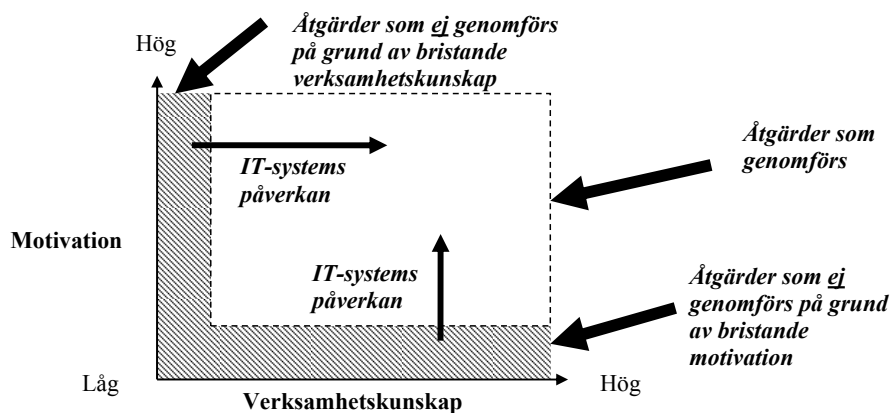 Hög
Åtgärder som ej genomförs
på grund av bristande
verksamhetskunskap
Åtgärder som
genomförs
IT-systems
påverkan
Motivation
IT-systems
påverkan
Åtgärder som ej
genomförs på grund
av bristande
motivation
Låg
Verksamhetskunskap
Hög